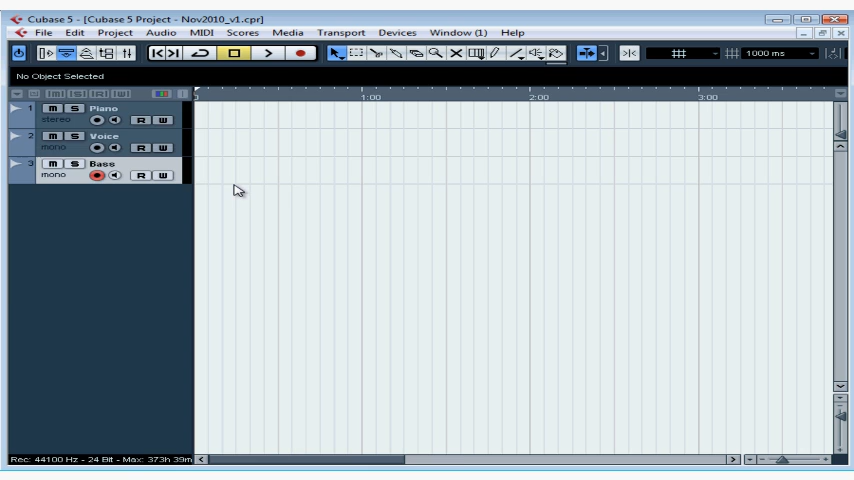 Cubase 5 - [Cubase 5 Project - Nov2010_v1.cpr]
File Edit Project Audio MIDI Scores Media Transport Devices Window (1) Help
1000 ms
No Object Selected
m S R W
1:00 2:00 3:00
1 m S Piano
stereo R W
2 m S Voice
mono R W
3 m S Bass
mono R W
Rec: 44100 Hz - 24 Bit - Max: 373h 39m